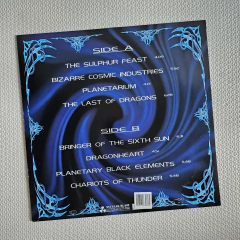 SIDE A
THE SULPHUR FEAST
BIZARRE COSMIC INDUSTRIES
PLANETARIUM
THE LAST OF DRAGONS
SIDE B
BRINGER OF THE SIXTH SUN
DRAGONHEART
PLANETARY BLACK ELEMENTS
CHARIOTS OF THUNDER